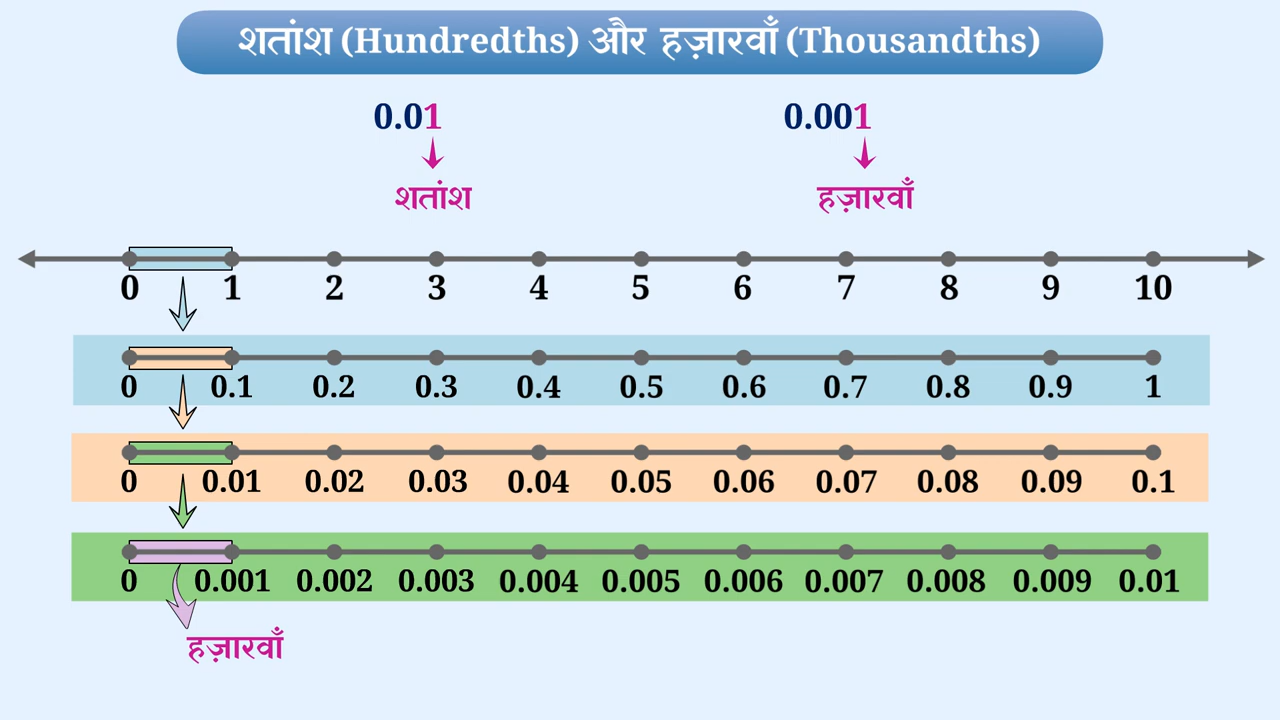 शतांश (Hundredths) और हज़ारवाँ (Thousandths)
0.01 0.001
शतांश हज़ारवाँ
0 1 2 3 4 5 6 7 8 9 10
0 0.1 0.2 0.3 0.4 0.5 0.6 0.7 0.8 0.9 1
0 0.01 0.02 0.03 0.04 0.05 0.06 0.07 0.08 0.09 0.1
0 0.001 0.002 0.003 0.004 0.005 0.006 0.007 0.008 0.009 0.01
हज़ारवाँ